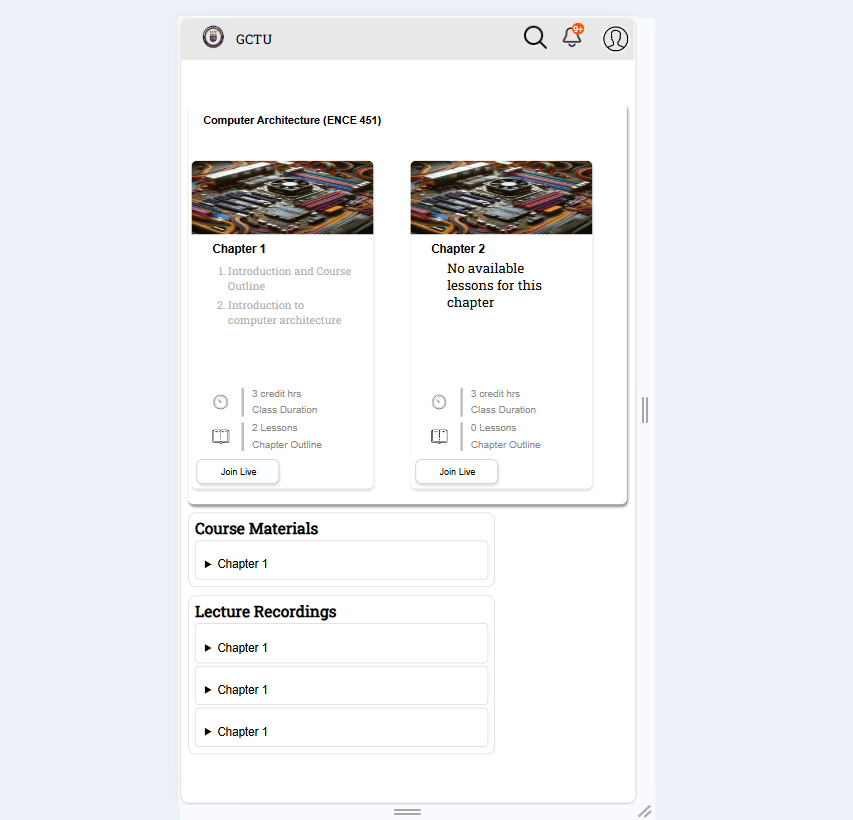 GCTU
9+
Computer Architecture (ENCE 451)
Chapter 1
1. Introduction and Course
Outline
2. Introduction to
computer architecture
3 credit hrs
Class Duration
2 Lessons
Chapter Outline
Join Live
Chapter 2
No available
lessons for this
chapter
3 credit hrs
Class Duration
0 Lessons
Chapter Outline
Join Live
Course Materials
Chapter 1
Lecture Recordings
Chapter 1
Chapter 1
Chapter 1